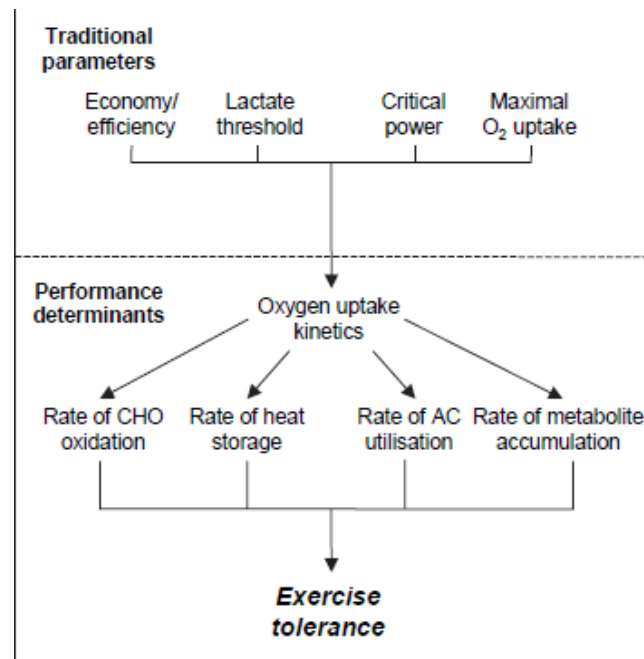 Traditional
parameters
Economy/
efficiency
Lactate
threshold
Critical
power
Maximal
O₂ uptake
Performance
determinants
Oxygen uptake
kinetics
Rate of CHO
oxidation
Rate of heat
storage
Rate of AC
utilisation
Rate of metabolite
accumulation
Exercise
tolerance